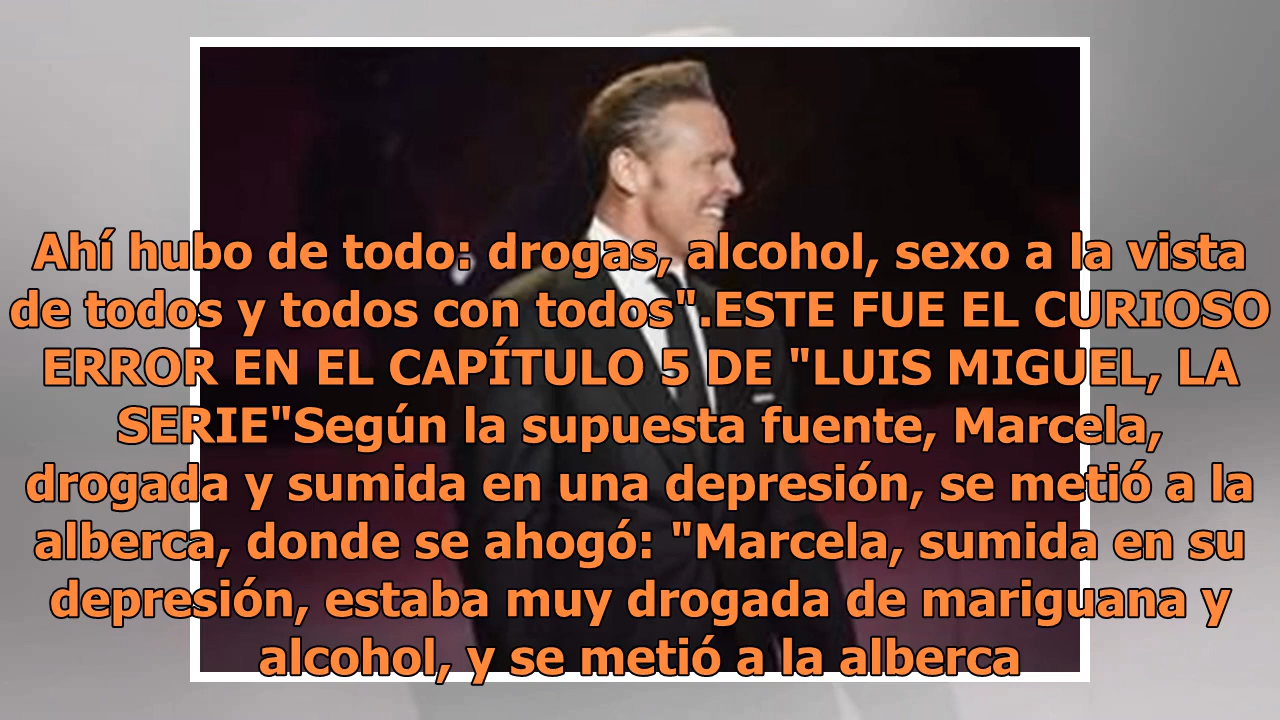 Ahí hubo de todo: drogas, alcohol, sexo a la vista
de todos y todos con todos".ESTE FUE EL CURIOSO
ERROR EN EL CAPÍTULO 5 DE "LUIS MIGUEL, LA
SERIE"Según la supuesta fuente, Marcela,
drogada y sumida en una depresión, se metió a la
alberca, donde se ahogó: "Marcela, sumida en su
depresión, estaba muy drogada de mariguana y
alcohol, y se metió a la alberca